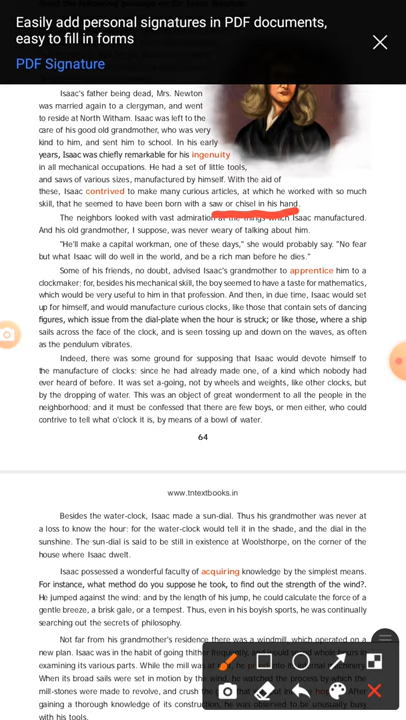 Easily add personal signatures in PDF documents,
easy to fill in forms
PDF Signature
Isaac's father being dead, Mrs. Newton
was married again to a clergyman, and went
to reside at North Witham. Isaac was left to the
care of his good old grandmother, who was very
kind to him, and sent him to school. In his early
years, Isaac was chiefly remarkable for his ingenuity
in all mechanical occupations. He had a set of little tools,
and saws of various sizes, manufactured by himself. With the aid of
these, Isaac contrived to make many curious articles, at which he worked with so much
skill, that he seemed to have been born with a saw or chisel in his hand.
The neighbors looked with vast admiration at the things which Isaac manufactured.
And his old grandmother, I suppose, was never weary of talking about him.
"He'll make a capital workman, one of these days," she would probably say. "No fear
but what Isaac will do well in the world, and be a rich man before he dies."
Some of his friends, no doubt, advised Isaac's grandmother to apprentice him to a
clockmaker: for, besides his mechanical skill, the boy seemed to have a taste for mathematics,
which would be very useful to him in that profession. And then, in due time, Isaac would set
up for himself, and would manufacture curious clocks, like those that contain sets of dancing
figures, which issue from the dial-plate when the hour is struck; or like those, where a ship
sails across the face of the clock, and is seen tossing up and down on the waves, as often
as the pendulum vibrates.
Indeed, there was some ground for supposing that Isaac would devote himself to
the manufacture of clocks: since he had already made one, of a kind which nobody had
ever heard of before. It was set a-going, not by wheels and weights, like other clocks, but
by the dropping of water. This was an object of great wonderment to all the people in the
neighborhood: and it must be confessed that there are few boys, or men either, who could
contrive to tell what o'clock it is, by means of a bowl of water.
64
www.tntextbooks.in
Besides the water-clock, Isaac made a sun-dial. Thus his grandmother was never at
a loss to know the hour: for the water-clock would tell it in the shade, and the dial in the
sunshine. The sun-dial is said to be still in existence at Woolsthorpe, on the corner of the
house where Isaac dwelt.
Isaac possessed a wonderful faculty of acquiring knowledge by the simplest means.
For instance, what method do you suppose he took, to find out the strength of the wind?.
He jumped against the wind: and by the length of his jump, he could calculate the force of a
gentle breeze, a brisk gale, or a tempest. Thus, even in his boyish sports, he was continually
searching out the secrets of philosophy.
Not far from his grandmother's residence there was a windmill, which operated on a
new plan. Isaac was in the habit of going thither frequently, and would spend whole hours in
examining its various parts. While the mill was at
When its broad sails were set in motion by the wind, he watched the process by which the
mill-stones were made to revolve, and crush the
gaining a thorough knowledge of its construction, he was observed to be unusually busy
with his tools.